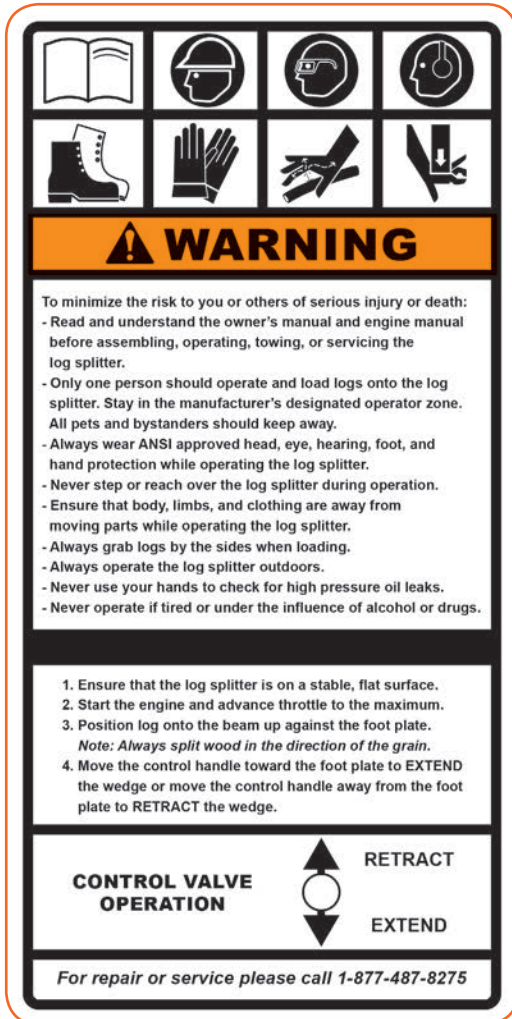 WARNING
To minimize the risk to you or others of serious injury or death:
- Read and understand the owner's manual and engine manual
before assembling, operating, towing, or servicing the
log splitter.
- Only one person should operate and load logs onto the log
splitter. Stay in the manufacturer's designated operator zone.
All pets and bystanders should keep away.
- Always wear ANSI approved head, eye, hearing, foot, and
hand protection while operating the log splitter.
- Never step or reach over the log splitter during operation.
- Ensure that body, limbs, and clothing are away from
moving parts while operating the log splitter.
- Always grab logs by the sides when loading.
- Always operate the log splitter outdoors.
- Never use your hands to check for high pressure oil leaks.
- Never operate if tired or under the influence of alcohol or drugs.
1. Ensure that the log splitter is on a stable, flat surface.
2. Start the engine and advance throttle to the maximum.
3. Position log onto the beam up against the foot plate.
Note: Always split wood in the direction of the grain.
4. Move the control handle toward the foot plate to EXTEND
the wedge or move the control handle away from the foot
plate to RETRACT the wedge.
CONTROL VALVE
OPERATION
RETRACT
EXTEND
For repair or service please call 1-877-487-8275